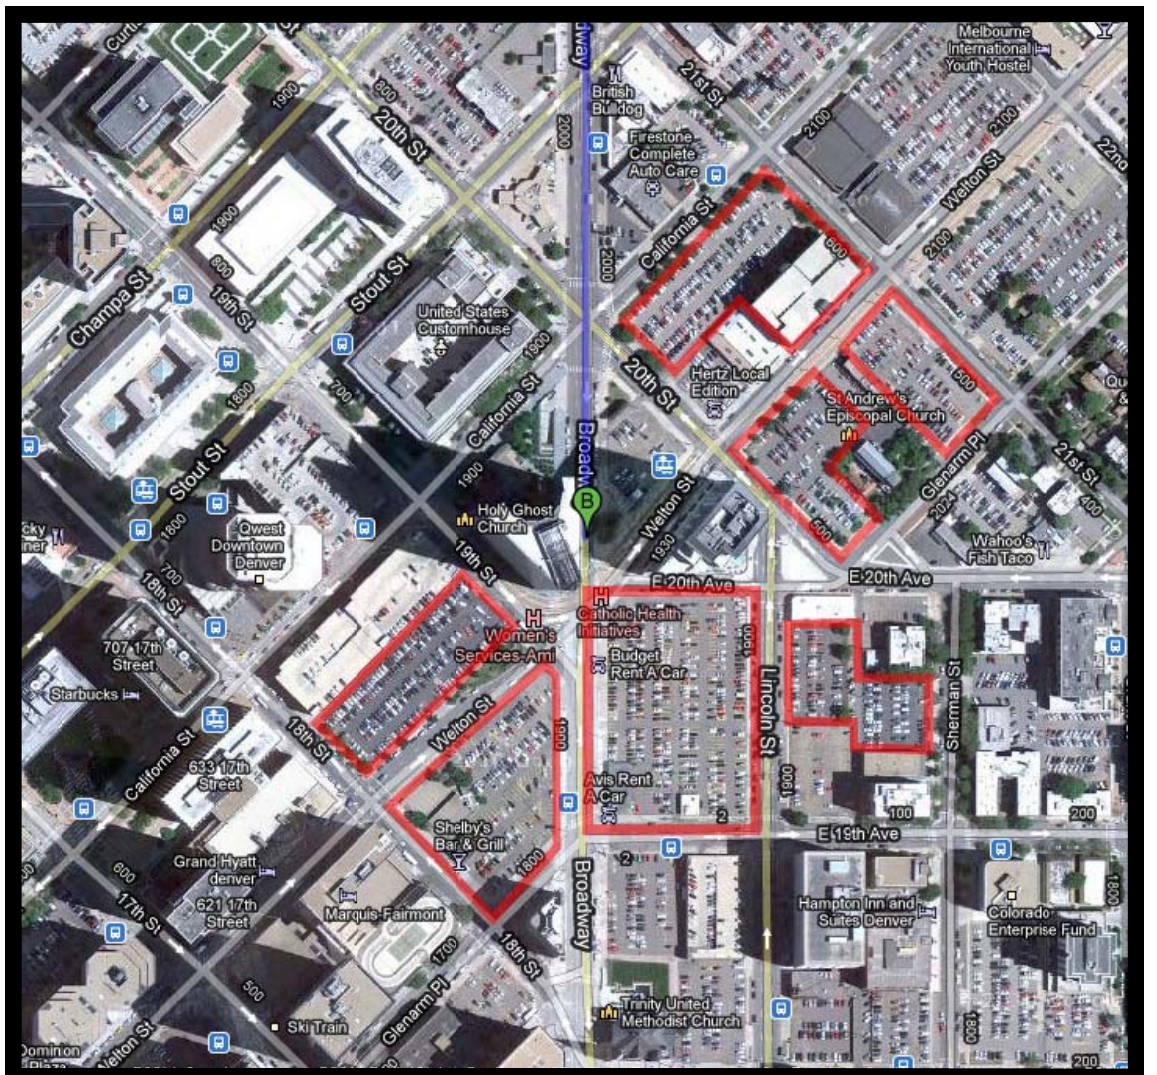 Curtis
St
1900
800
20th St
2000
dway
British
Bulldog
21st St
Firestone
Complete
Auto Care
Melbourne
International
Youth Hostel
2100
2100
Welton St
22nd
2100
1900
800
19th St
Stout St
Champa St
California St
2000
600
United States
Customhouse
1900
700
1800
California St
20th St
Hertz Local
Edition
500
St Andrew's
Episcopal Church
Glenarm Pl
21st St
400
2024
Stout St
1800
1900
Broadw
B
Welton St
1930
500
Holy Ghost
Church
Qwest
Downtown
Denver
700
18th St
19th St
E 20th Ave
E 20th Ave
Wahoo's
Fish Taco
Catholic Health
Initiatives
Women's
Services-Ami
Budget
Rent A Car
1900
Lincoln St
Sherman St
707 17th
Street
Starbucks
18th St
Welton St
1900
California St
633 17th
Street
Avis Rent
A Car
2
1900
100
200
E 19th Ave
Shelby's
Bar & Grill
1800
600
17th St
Grand Hyatt
denver
621 17th
Street
Marquis-Fairmont
1700
18th St
Broadway
2
Hampton Inn and
Suites Denver
Colorado
Enterprise Fund
1800
500
Ski Train
Glenarm Pl
Trinity United
Methodist Church
1800
200
Welton St
Dominion
Plaza